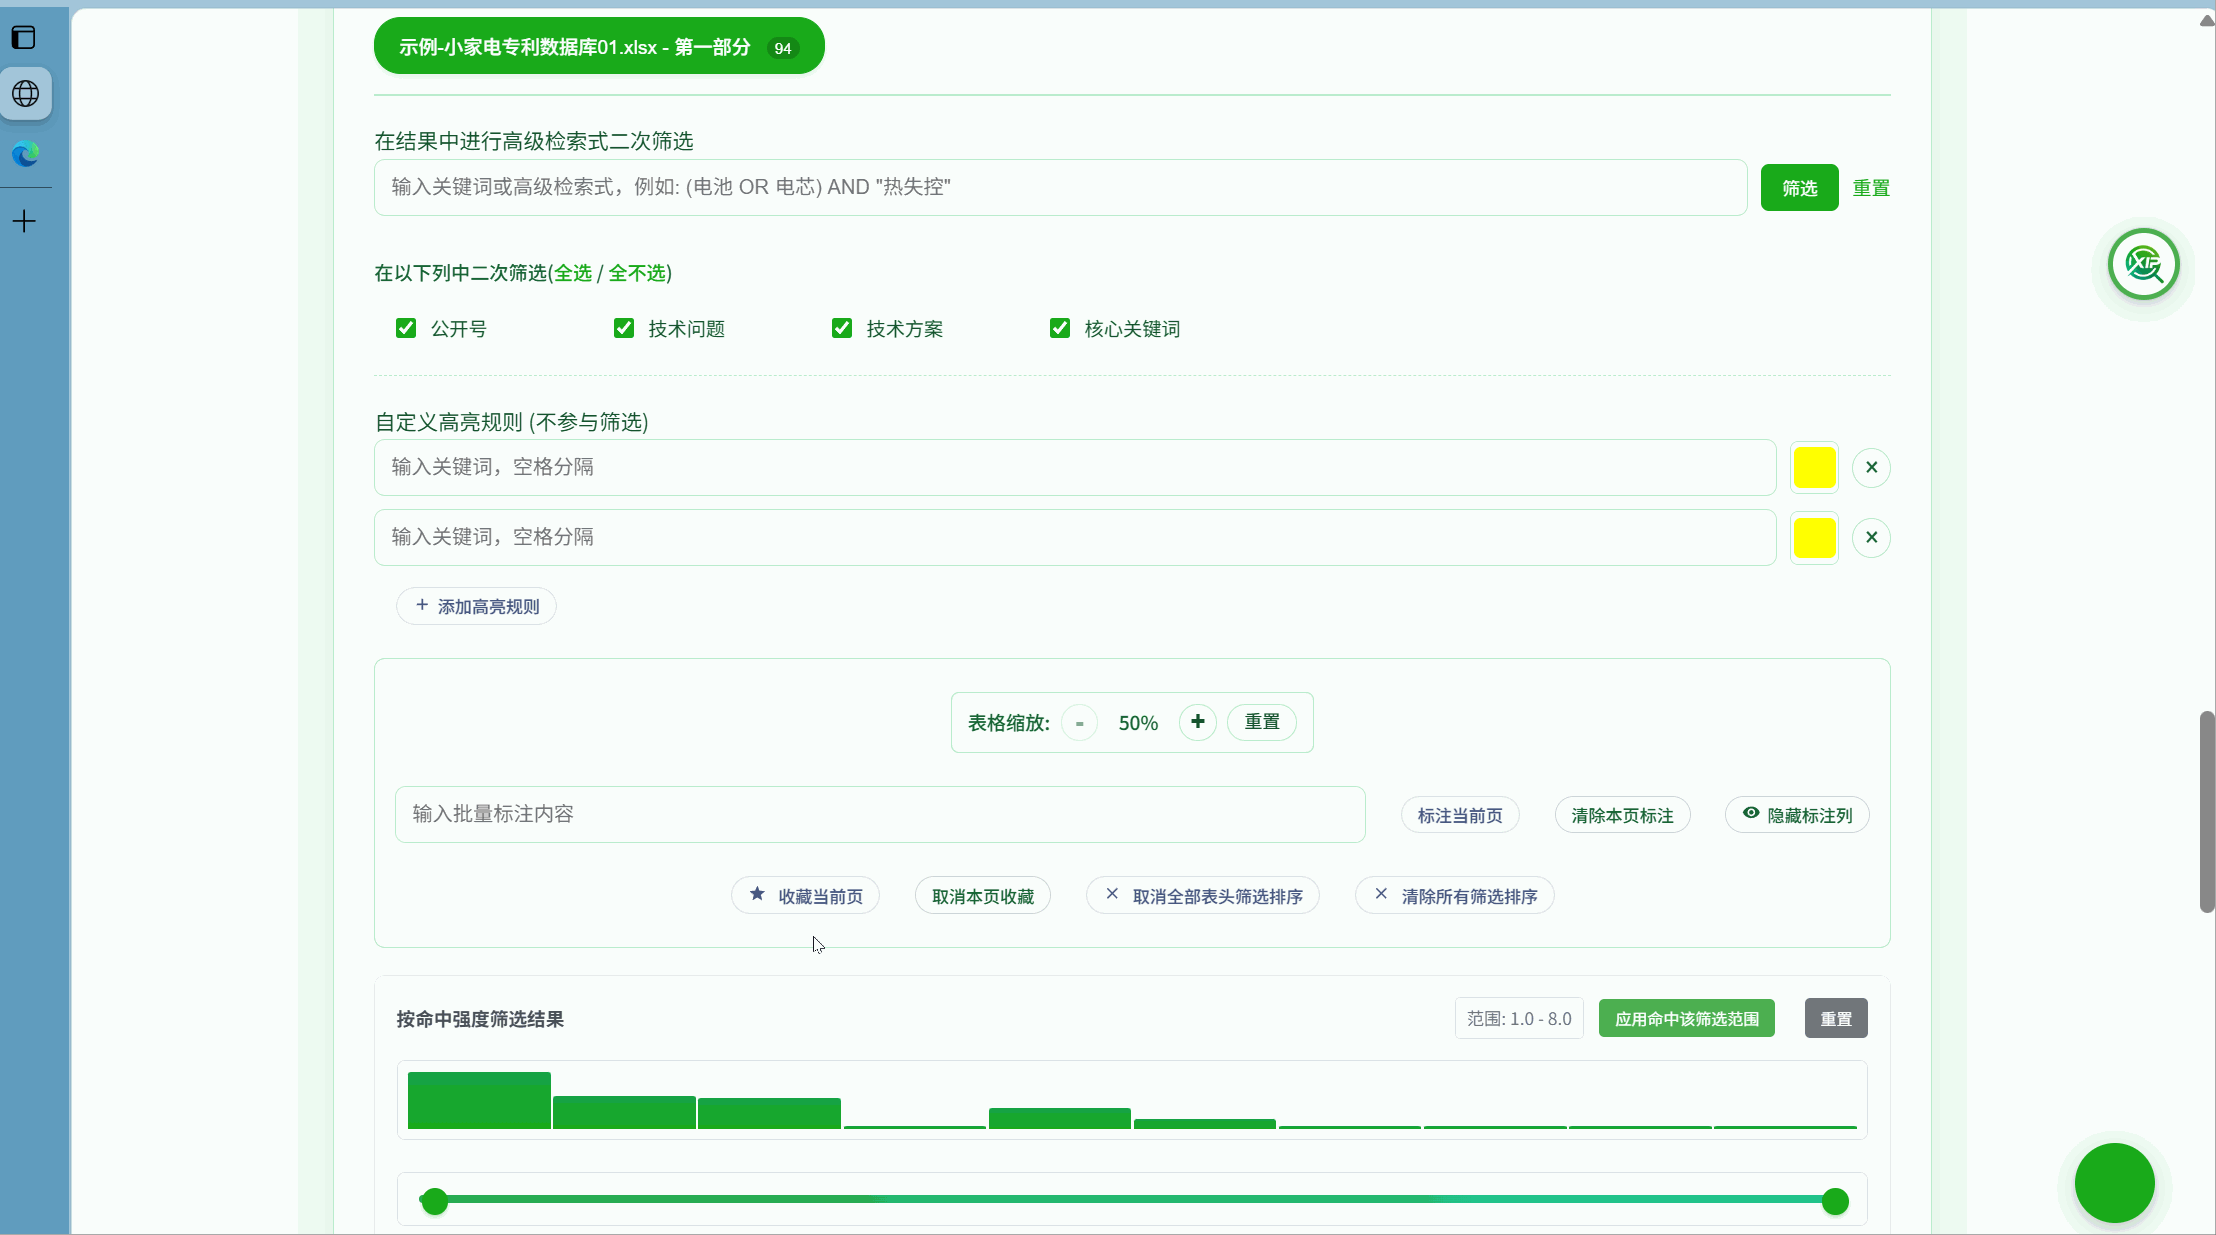 示例-小家电专利数据库01.xlsx - 第一部分 94
在结果中进行高级检索式二次筛选
输入关键词或高级检索式，例如: (电池 OR 电芯) AND "热失控" 筛选 重置
在以下列中二次筛选(全选 / 全不选)
公开号 技术问题 技术方案 核心关键词
自定义高亮规则 (不参与筛选)
输入关键词，空格分隔 ×
输入关键词，空格分隔 ×
+ 添加高亮规则
表格缩放: - 50% + 重置
输入批量标注内容 标注当前页 清除本页标注 隐藏标注列
★ 收藏当前页 取消本页收藏 × 取消全部表头筛选排序 × 清除所有筛选排序
按命中强度筛选结果 范围: 1.0 - 8.0 应用命中该筛选范围 重置
IXIP